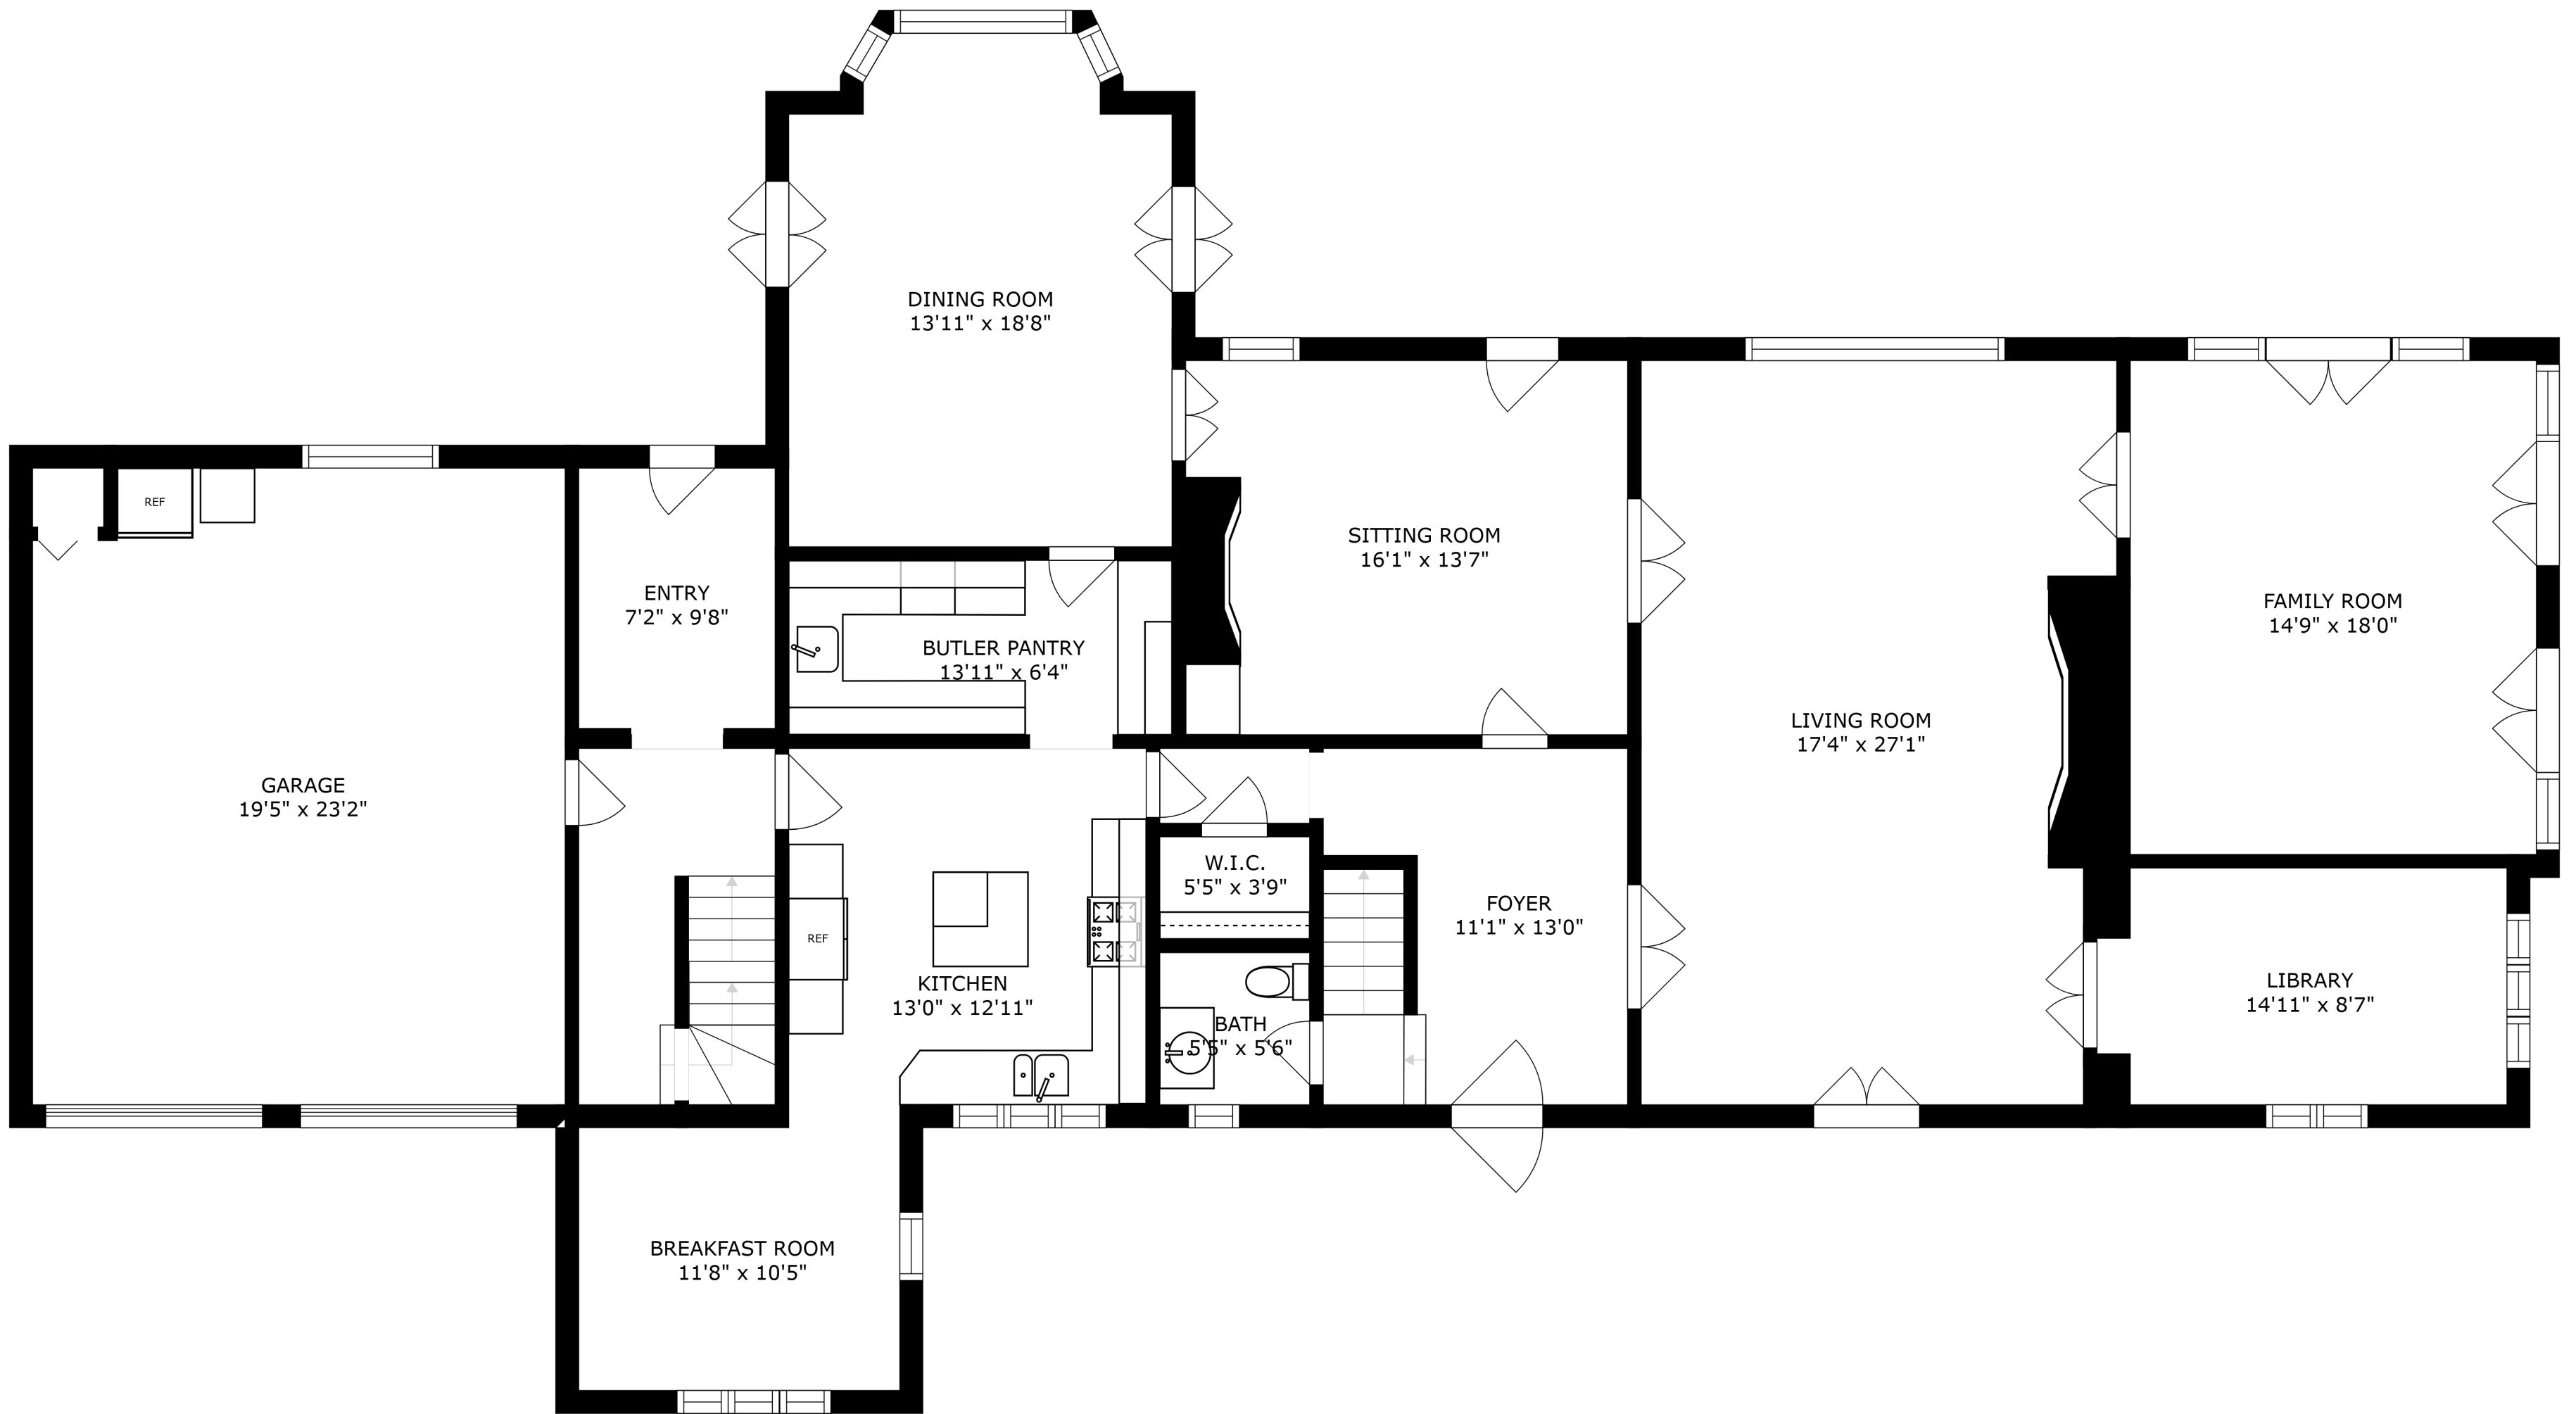 DINING ROOM
13'11" x 18'8"
REF
ENTRY
7'2" x 9'8"
SITTING ROOM
16'1" x 13'7"
FAMILY ROOM
14'9" x 18'0"
BUTLER PANTRY
13'11" x 6'4"
LIVING ROOM
17'4" x 27'1"
GARAGE
19'5" x 23'2"
W.I.C.
5'5" x 3'9"
FOYER
11'1" x 13'0"
REF
KITCHEN
13'0" x 12'11"
LIBRARY
14'11" x 8'7"
BATH
5'5" x 5'6"
BREAKFAST ROOM
11'8" x 10'5"